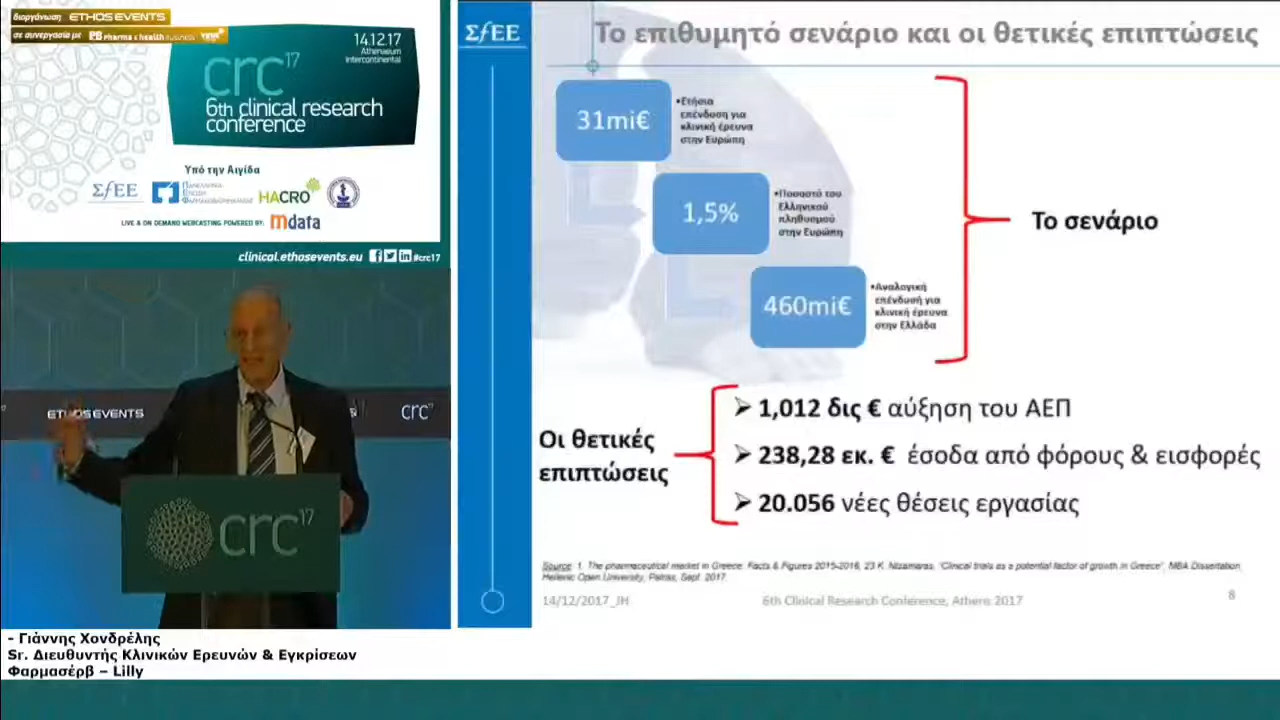 διοργάνωση ETHOS EVENTS
σε συνεργασία με PB Pharma & health BUSINESS
14.12.17
Athenaeum
Intercontinental
crc17
6th clinical research
conference
Υπό την Αιγίδα
ΣfΕΕ
HACRO
LIVE & ON DEMAND WEBCASTING POWERED BY: mdata
clinical.ethosevents.eu #crc17
ETHOS EVENTS
crc17
crc17
- Γιάννης Χονδρέλης
Sr. Διευθυντής Κλινικών Ερευνών & Εγκρίσεων
Φαρμασέρβ – Lilly
ΣfΕΕ
Το επιθυμητό σενάριο και οι θετικές επιπτώσεις
31mi€
•Ετήσια
επένδυση για
κλινική έρευνα
στην Ευρώπη
1,5%
•Ποσοστό του
Ελληνικού
πληθυσμού
στην Ευρώπη
460mi€
•Αναλογική
επένδυσή για
κλινική έρευνα
στην Ελλάδα
Το σενάριο
Οι θετικές
επιπτώσεις
➢ 1,012 δις € αύξηση του ΑΕΠ
➢ 238,28 εκ. € έσοδα από φόρους & εισφορές
➢ 20.056 νέες θέσεις εργασίας
Source: 1. The pharmaceutical market in Greece: Facts & Figures 2015-2016, 23 K. Ntzamaras, "Clinical trials as a potential factor of growth in Greece", MBA Dissertation,
Hellenic Open University, Patras, Sept. 2017.
14/12/2017_JH
6th Clinical Research Conference, Athens 2017
8